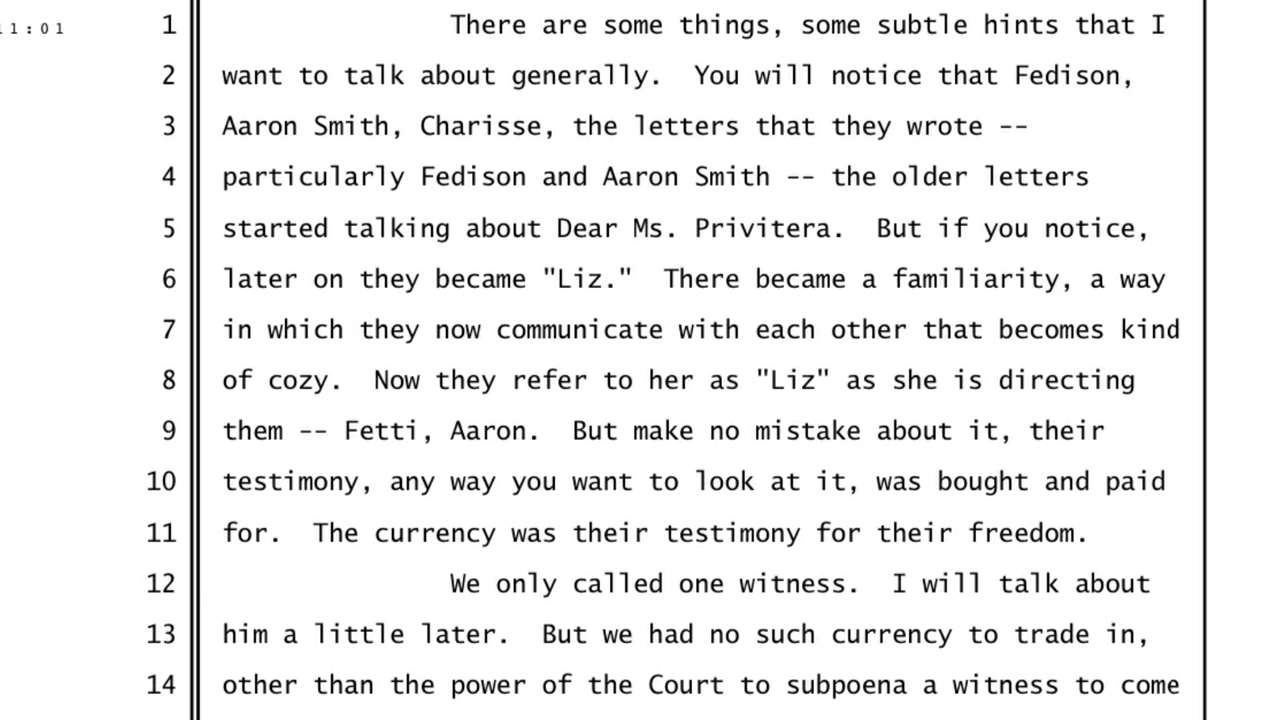 11:01 1 There are some things, some subtle hints that I
2 want to talk about generally. You will notice that Fedison,
3 Aaron Smith, Charisse, the letters that they wrote --
4 particularly Fedison and Aaron Smith -- the older letters
5 started talking about Dear Ms. Privitera. But if you notice,
6 later on they became "Liz." There became a familiarity, a way
7 in which they now communicate with each other that becomes kind
8 of cozy. Now they refer to her as "Liz" as she is directing
9 them -- Fetti, Aaron. But make no mistake about it, their
10 testimony, any way you want to look at it, was bought and paid
11 for. The currency was their testimony for their freedom.
12 We only called one witness. I will talk about
13 him a little later. But we had no such currency to trade in,
14 other than the power of the Court to subpoena a witness to come